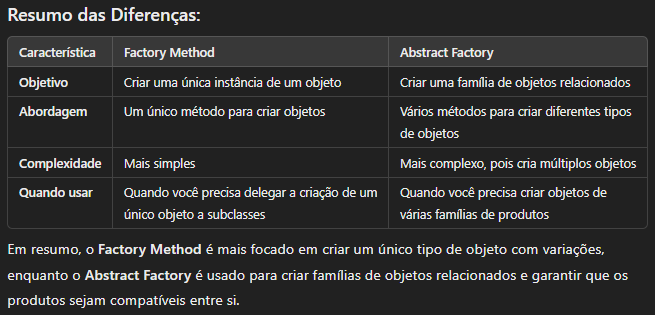 Resumo das Diferenças:
Característica Factory Method Abstract Factory
Objetivo Criar uma única instância de um objeto Criar uma família de objetos relacionados
Abordagem Um único método para criar objetos Vários métodos para criar diferentes tipos
de objetos
Complexidade Mais simples Mais complexo, pois cria múltiplos objetos
Quando usar Quando você precisa delegar a criação de um Quando você precisa criar objetos de
único objeto a subclasses várias famílias de produtos
Em resumo, o Factory Method é mais focado em criar um único tipo de objeto com variações,
enquanto o Abstract Factory é usado para criar famílias de objetos relacionados e garantir que os
produtos sejam compatíveis entre si.